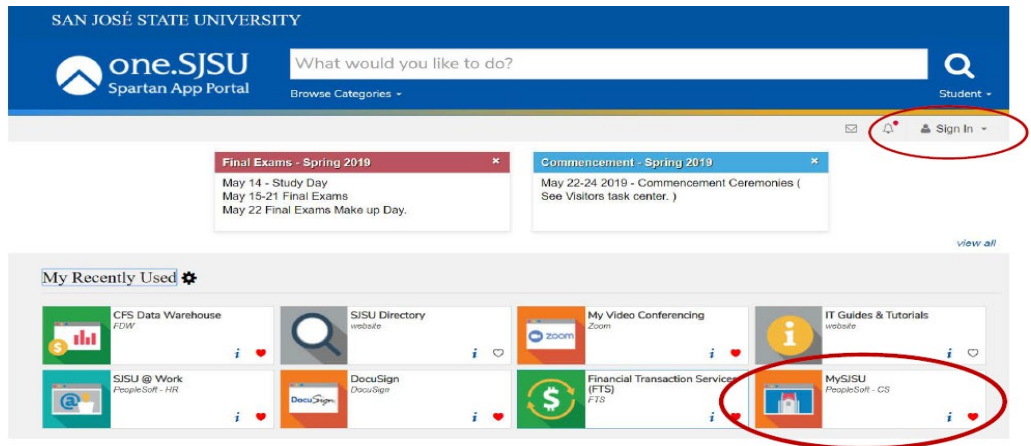 SAN JOSÉ STATE UNIVERSITY
one.SJSU
Spartan App Portal
What would you like to do?
Browse Categories
Student
Sign In
Final Exams - Spring 2019 ×
May 14 - Study Day
May 15-21 Final Exams
May 22 Final Exams Make up Day.
Commencement - Spring 2019 ×
May 22-24 2019 - Commencement Ceremonies (
See Visitors task center. )
view all
My Recently Used
CFS Data Warehouse
FDW
i
SJSU Directory
website
i
zoom
My Video Conferencing
Zoom
i
i
IT Guides & Tutorials
website
i
@
SJSU @ Work
PeopleSoft - HR
i
DocuSign
DocuSign
DocuSign
i
$
Financial Transaction Services
(FTS)
FTS
i
MySJSU
PeopleSoft - CS
i